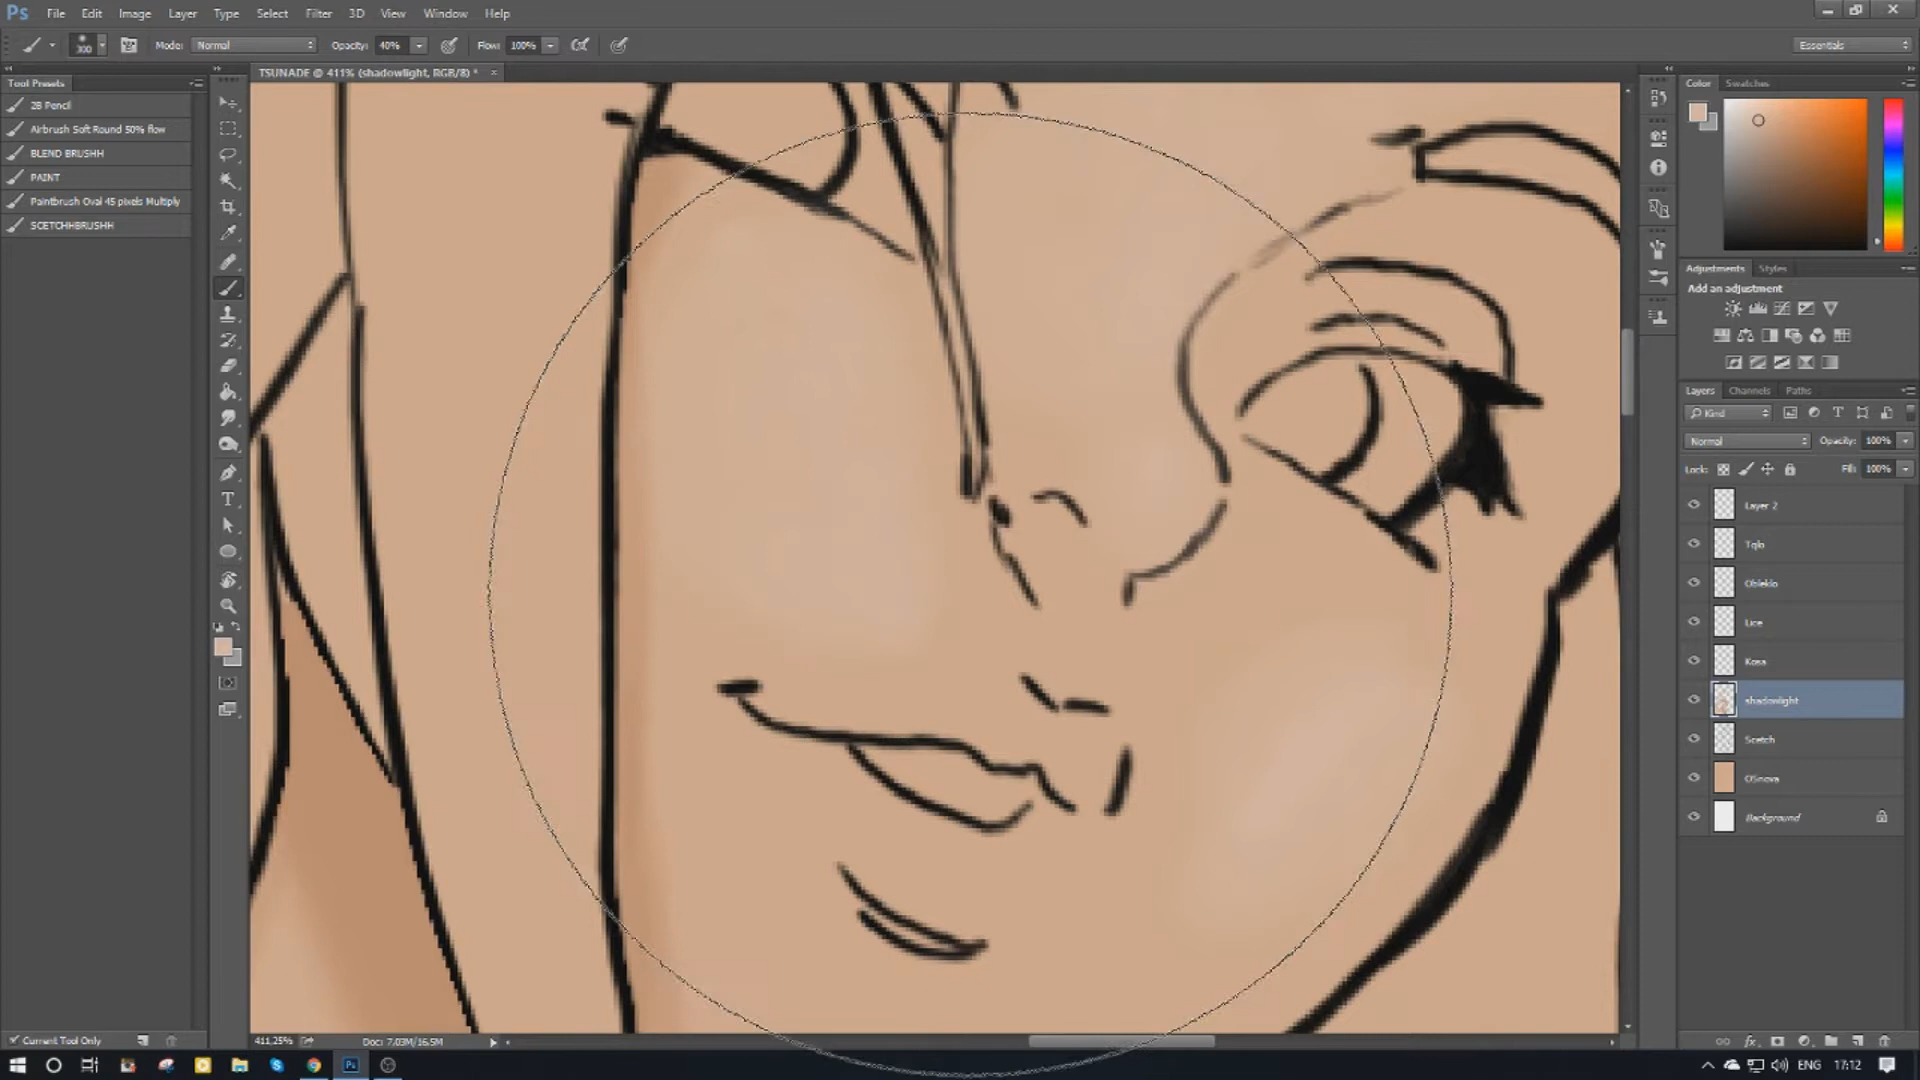 Ps File Edit Image Layer Type Select Filter 3D View Window Help
300 Mode: Normal Opacity: 40% Flow: 100% Essentials
Tool Presets
TSUNADE @ 411% (shadowlight, RGB/8) *
2B Pencil
Airbrush Soft Round 50% flow
BLEND BRUSHH
PAINT
Paintbrush Oval 45 pixels Multiply
SCETCHHBRUSHH
Color Swatches
Adjustments Styles
Add an adjustment
Layers Channels Paths
Kind
Normal Opacity: 100%
Lock: Fill: 100%
Layer 2
Tqlo
Obleklo
Lice
Kosa
shadowlight
Scetch
OSnova
Background
Current Tool Only
411,25% Doc: 7,03M/16,5M
Ps ENG 17:12